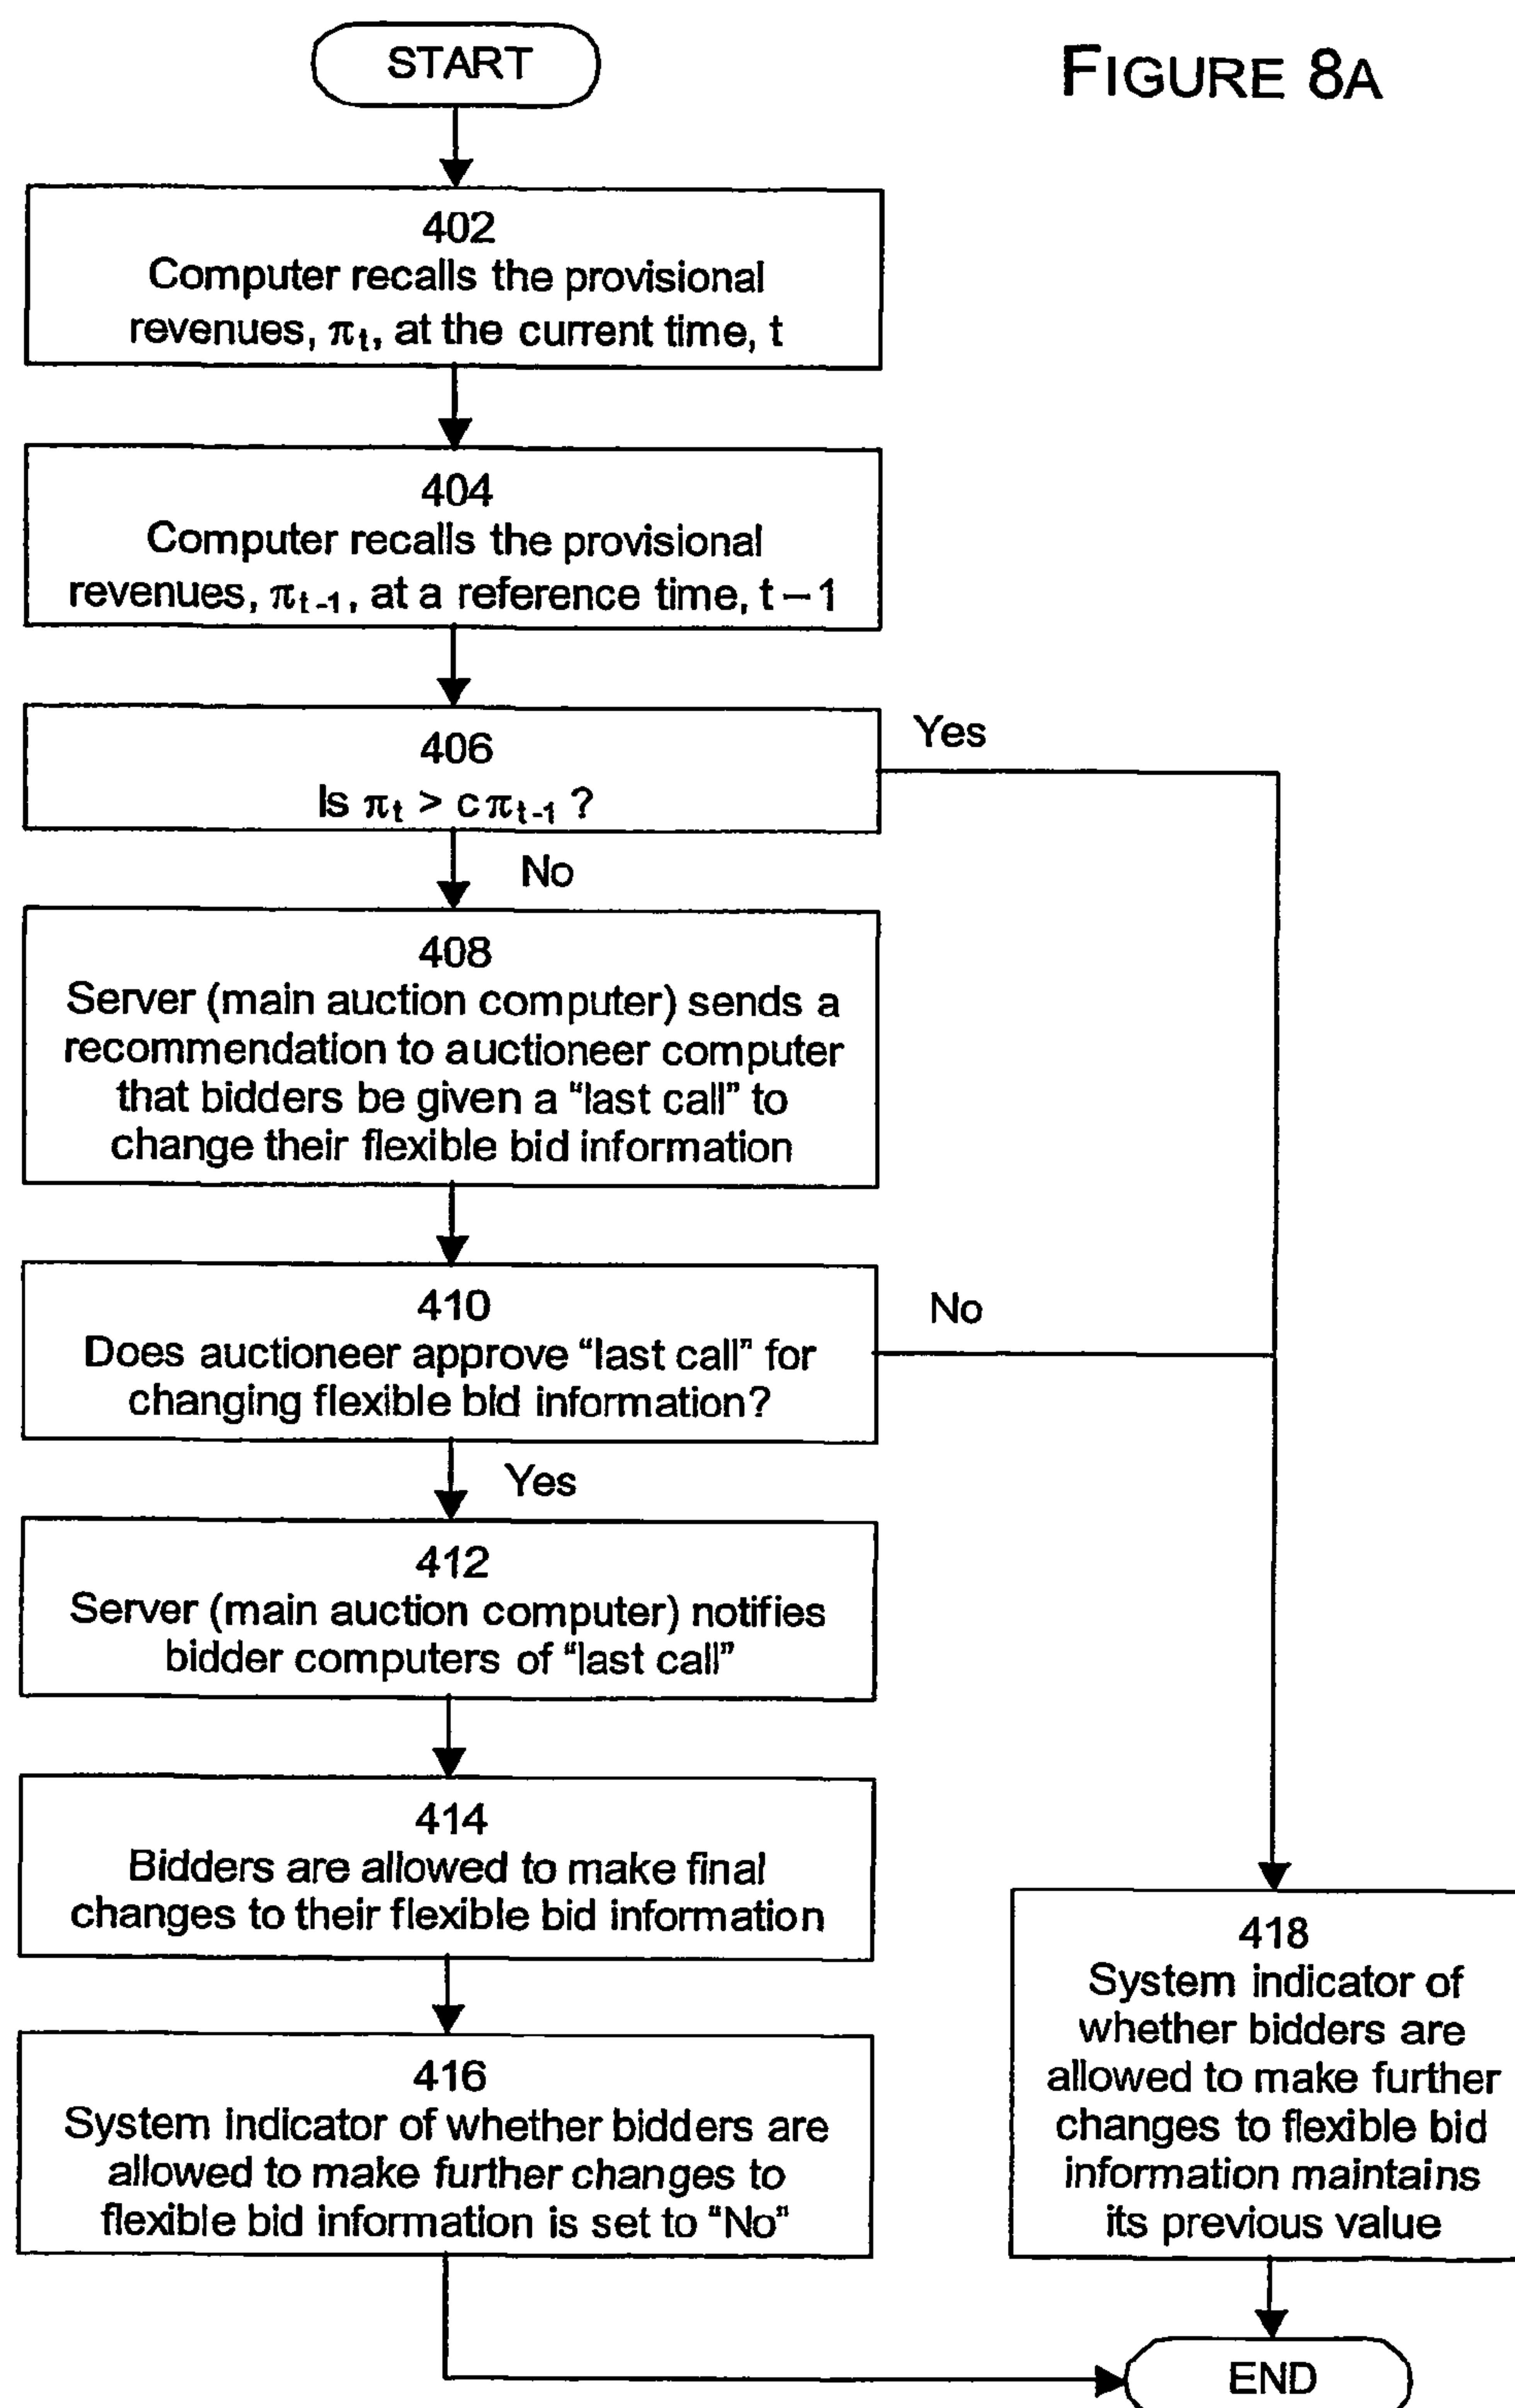 START
FIGURE 8A
402
Computer recalls the provisional
revenues, πt, at the current time, t
404
Computer recalls the provisional
revenues, πt-1, at a reference time, t – 1
406
Is πt > cπt-1 ?
Yes
No
408
Server (main auction computer) sends a
recommendation to auctioneer computer
that bidders be given a “last call” to
change their flexible bid information
410
Does auctioneer approve “last call” for
changing flexible bid information?
No
Yes
412
Server (main auction computer) notifies
bidder computers of “last call”
414
Bidders are allowed to make final
changes to their flexible bid information
416
System indicator of whether bidders are
allowed to make further changes to
flexible bid information is set to “No”
418
System indicator of
whether bidders are
allowed to make further
changes to flexible bid
information maintains
its previous value
END